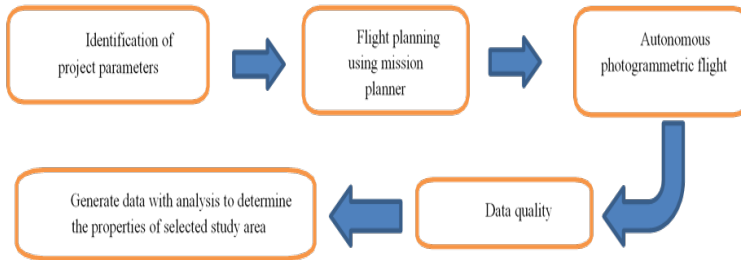 Identification of
project parameters
Flight planning
using mission
planner
Autonomous
photogrammetric flight
Data quality
Generate data with analysis to determine
the properties of selected study area